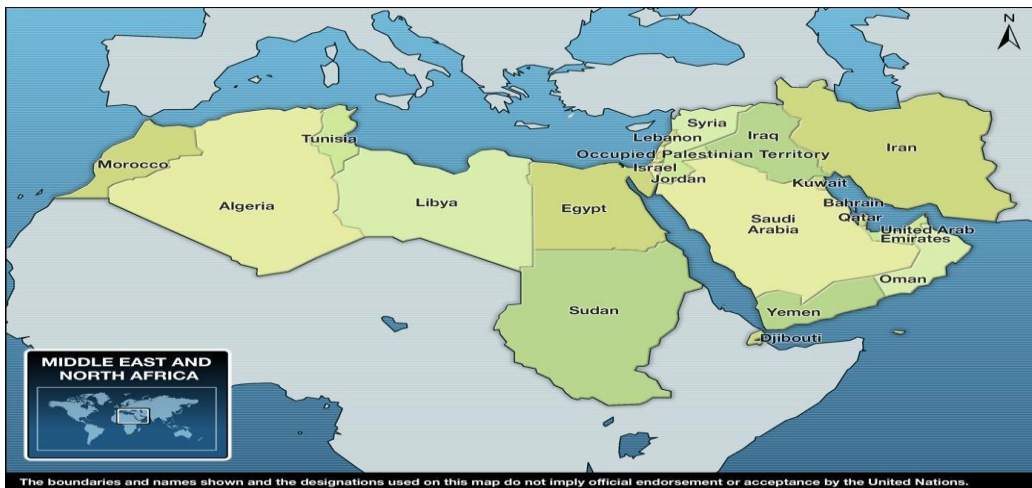 N
Syria
Lebanon
Iraq
Tunisia
Iran
Morocco
Occupied Palestinian Territory
Israel
Jordan
Kuwait
Algeria
Libya
Egypt
Bahrain
Qatar
Saudi
Arabia
United Arab
Emirates
Oman
Sudan
Yemen
Djibouti
MIDDLE EAST AND
NORTH AFRICA
The boundaries and names shown and the designations used on this map do not imply official endorsement or acceptance by the United Nations.